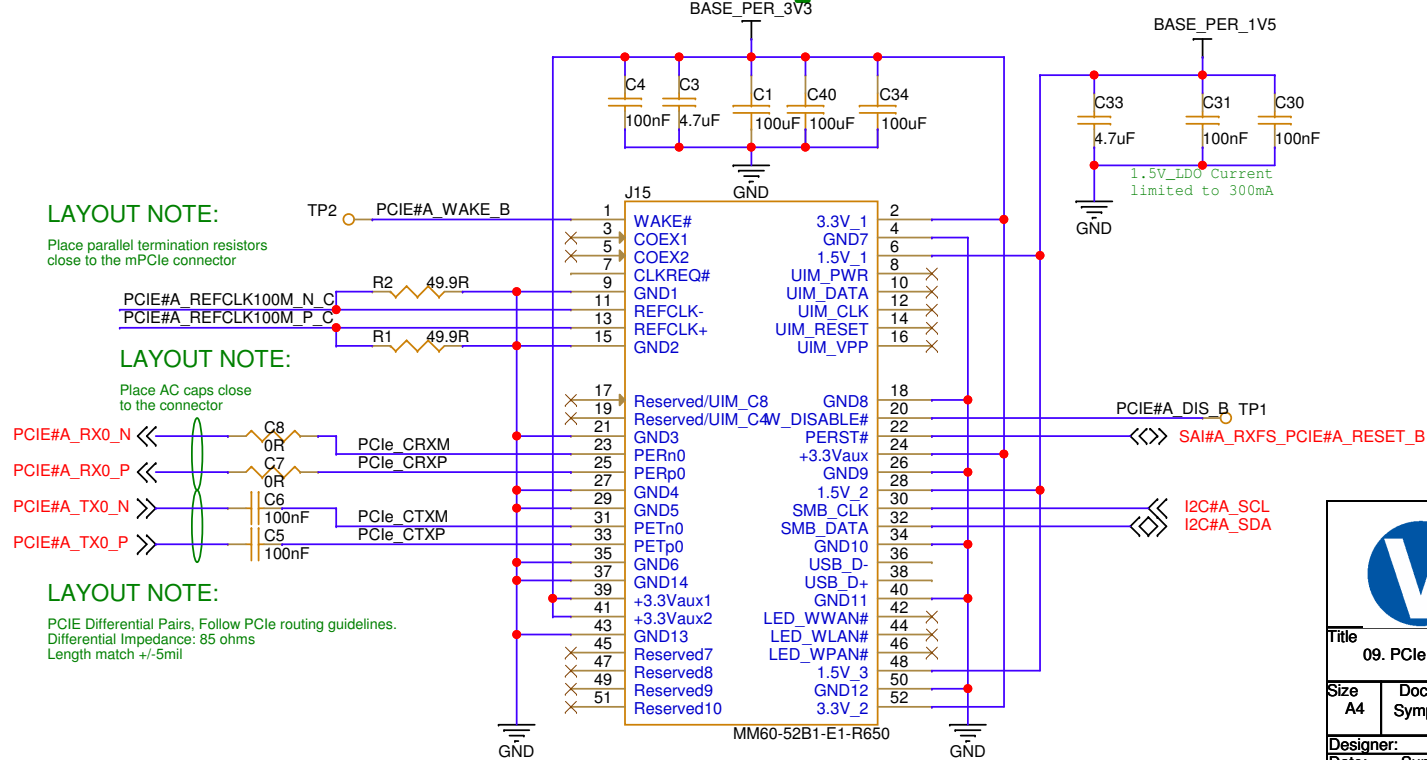 BASE_PER_3V3
BASE_PER_1V5
C4
100nF
C3
4.7uF
C1
100uF
C40
100uF
C34
100uF
C33
4.7uF
C31
100nF
C30
100nF
1.5V_LDO Current
limited to 300mA
GND
GND
J15
LAYOUT NOTE:
Place parallel termination resistors
close to the mPCIe connector
TP2
PCIE#A_WAKE_B
R2 49.9R
PCIE#A_REFCLK100M_N_C
PCIE#A_REFCLK100M_P_C
R1 49.9R
LAYOUT NOTE:
Place AC caps close
to the connector
PCIE#A_RX0_N
C8
0R
PCIe_CRXM
PCIE#A_RX0_P
C7
0R
PCIe_CRXP
PCIE#A_TX0_N
C6
100nF
PCIe_CTXM
PCIE#A_TX0_P
C5
100nF
PCIe_CTXP
LAYOUT NOTE:
PCIE Differential Pairs, Follow PCIe routing guidelines.
Differential Impedance: 85 ohms
Length match +/-5mil
1 WAKE#
3 COEX1
5 COEX2
7 CLKREQ#
9 GND1
11 REFCLK-
13 REFCLK+
15 GND2
17 Reserved/UIM_C8
19 Reserved/UIM_C4
21 GND3
23 PERn0
25 PERp0
27 GND4
29 GND5
31 PETn0
33 PETp0
35 GND6
37 GND14
39 +3.3Vaux1
41 +3.3Vaux2
43 GND13
45 Reserved7
47 Reserved8
49 Reserved9
51 Reserved10
3.3V_1 2
GND7 4
1.5V_1 6
UIM_PWR 8
UIM_DATA 10
UIM_CLK 12
UIM_RESET 14
UIM_VPP 16
GND8 18
W_DISABLE# 20
PERST# 22
+3.3Vaux 24
GND9 26
1.5V_2 28
SMB_CLK 30
SMB_DATA 32
GND10 34
USB_D- 36
USB_D+ 38
GND11 40
LED_WWAN# 42
LED_WLAN# 44
LED_WPAN# 46
1.5V_3 48
GND12 50
3.3V_2 52
PCIE#A_DIS_B TP1
SAI#A_RXFS_PCIE#A_RESET_B
I2C#A_SCL
I2C#A_SDA
GND
MM60-52B1-E1-R650
GND
Title
09. PCIe
Size
A4
Designer: